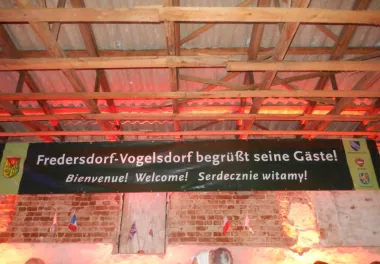 Fredersdorf-Vogelsdorf begrüßt seine Gäste!
Bienvenue! Welcome! Serdecznie witamy!